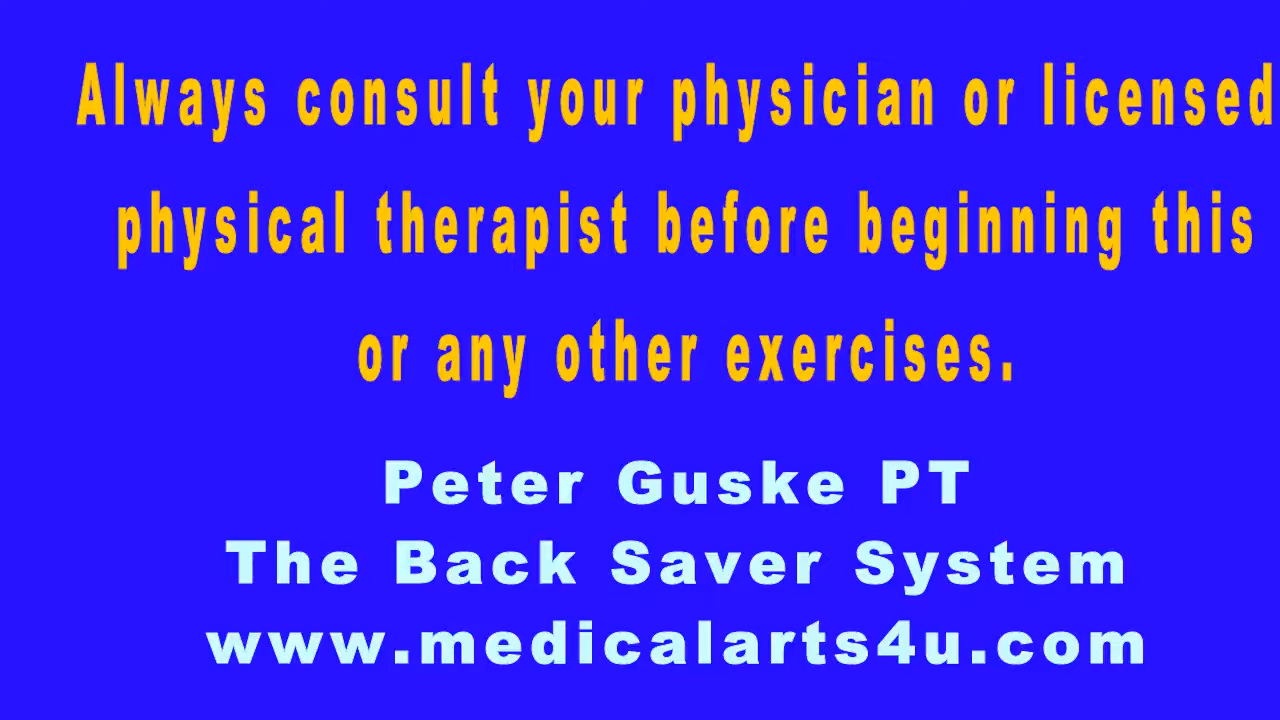 Always consult your physician or licensed
physical therapist before beginning this
or any other exercises.
Peter Guske PT
The Back Saver System
www.medicalarts4u.com